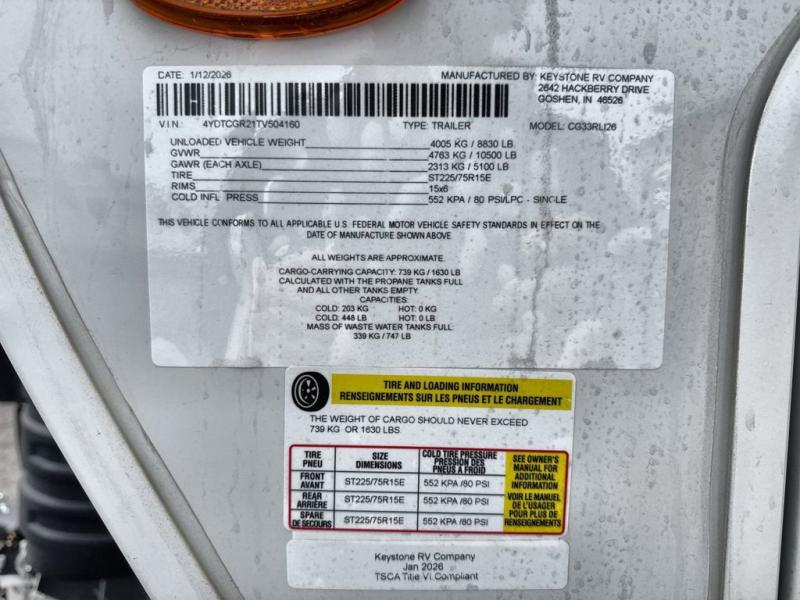 DATE: 1/12/2026 MANUFACTURED BY: KEYSTONE RV COMPANY
2642 HACKBERRY DRIVE
GOSHEN, IN 46526
V.I.N.: 4YDTCGR21TV504160 TYPE: TRAILER MODEL: CG33RLI26
UNLOADED VEHICLE WEIGHT 4005 KG / 8830 LB
GVWR 4763 KG / 10500 LB
GAWR (EACH AXLE) 2313 KG / 5100 LB
TIRE ST225/75R15E
RIMS 15x6
COLD INFL. PRESS 552 KPA / 80 PSI/LPC - SINGLE
THIS VEHICLE CONFORMS TO ALL APPLICABLE U.S. FEDERAL MOTOR VEHICLE SAFETY STANDARDS IN EFFECT ON THE
DATE OF MANUFACTURE SHOWN ABOVE
ALL WEIGHTS ARE APPROXIMATE.
CARGO-CARRYING CAPACITY: 739 KG / 1630 LB
CALCULATED WITH THE PROPANE TANKS FULL
AND ALL OTHER TANKS EMPTY.
CAPACITIES:
COLD: 203 KG HOT: 0 KG
COLD: 448 LB HOT: 0 LB
MASS OF WASTE WATER TANKS FULL:
339 KG / 747 LB
TIRE AND LOADING INFORMATION
RENSEIGNEMENTS SUR LES PNEUS ET LE CHARGEMENT
THE WEIGHT OF CARGO SHOULD NEVER EXCEED
739 KG OR 1630 LBS.
TIRE
PNEU
SIZE
DIMENSIONS
COLD TIRE PRESSURE
PRESSION DES
PNEUS A FROID
SEE OWNER'S
MANUAL FOR
ADDITIONAL
INFORMATION
FRONT
AVANT
ST225/75R15E
552 KPA /80 PSI
REAR
ARRIÈRE
ST225/75R15E
552 KPA /80 PSI
VOIR LE MANUEL
DE L'USAGER
POUR PLUS DE
RENSEIGNEMENTS
SPARE
DE SECOURS
ST225/75R15E
552 KPA /80 PSI
Keystone RV Company
Jan 2026
TSCA Title VI Compliant